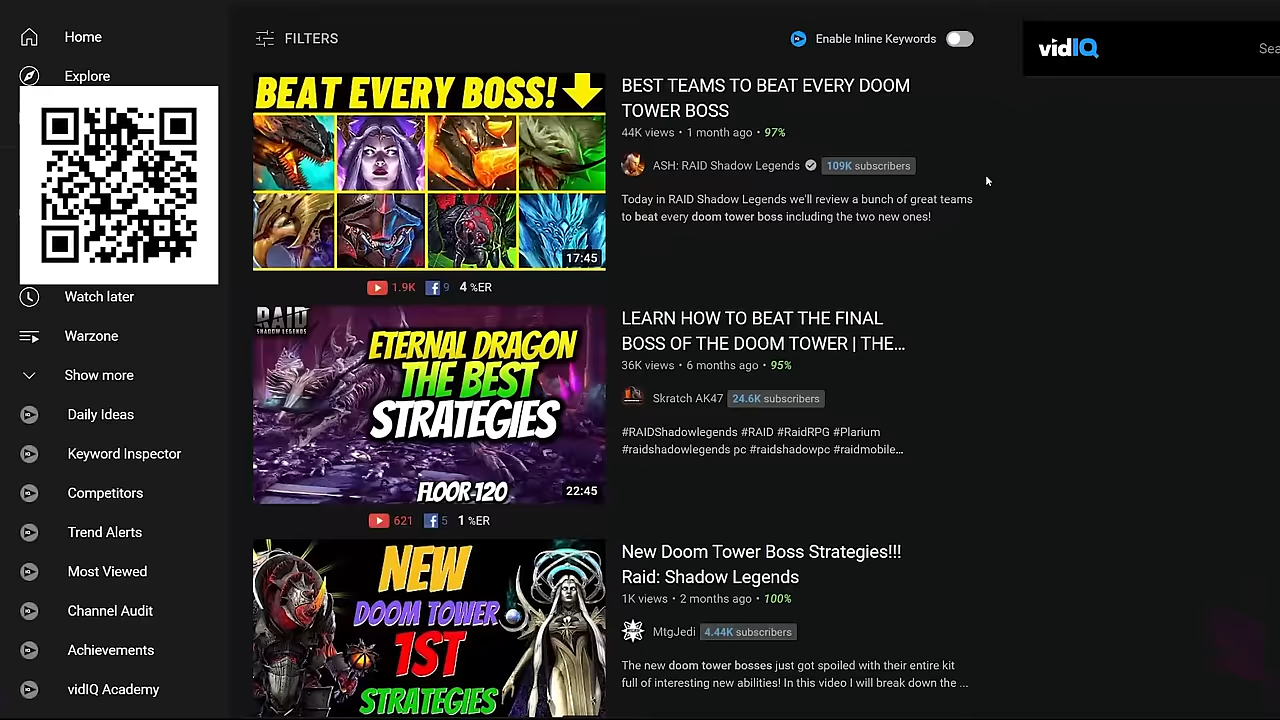 Home
Explore
Watch later
Warzone
Show more
Daily Ideas
Keyword Inspector
Competitors
Trend Alerts
Most Viewed
Channel Audit
Achievements
vidIQ Academy
FILTERS
Enable Inline Keywords
vidIQ
Sea
BEAT EVERY BOSS!
17:45
1.9K 9 4 %ER
BEST TEAMS TO BEAT EVERY DOOM
TOWER BOSS
44K views • 1 month ago • 97%
ASH: RAID Shadow Legends 109K subscribers
Today in RAID Shadow Legends we'll review a bunch of great teams
to beat every doom tower boss including the two new ones!
RAID
SHADOW LEGENDS
ETERNAL DRAGON
THE BEST
STRATEGIES
FLOOR-120
22:45
621 5 1 %ER
LEARN HOW TO BEAT THE FINAL
BOSS OF THE DOOM TOWER | THE...
36K views • 6 months ago • 95%
Skratch AK47 24.6K subscribers
#RAIDShadowlegends #RAID #RaidRPG #Plarium
#raidshadowlegends pc #raidshadowpc #raidmobile...
NEW
DOOM TOWER
1ST
STRATEGIES
New Doom Tower Boss Strategies!!!
Raid: Shadow Legends
1K views • 2 months ago • 100%
MtgJedi 4.44K subscribers
The new doom tower bosses just got spoiled with their entire kit
full of interesting new abilities! In this video I will break down the ...